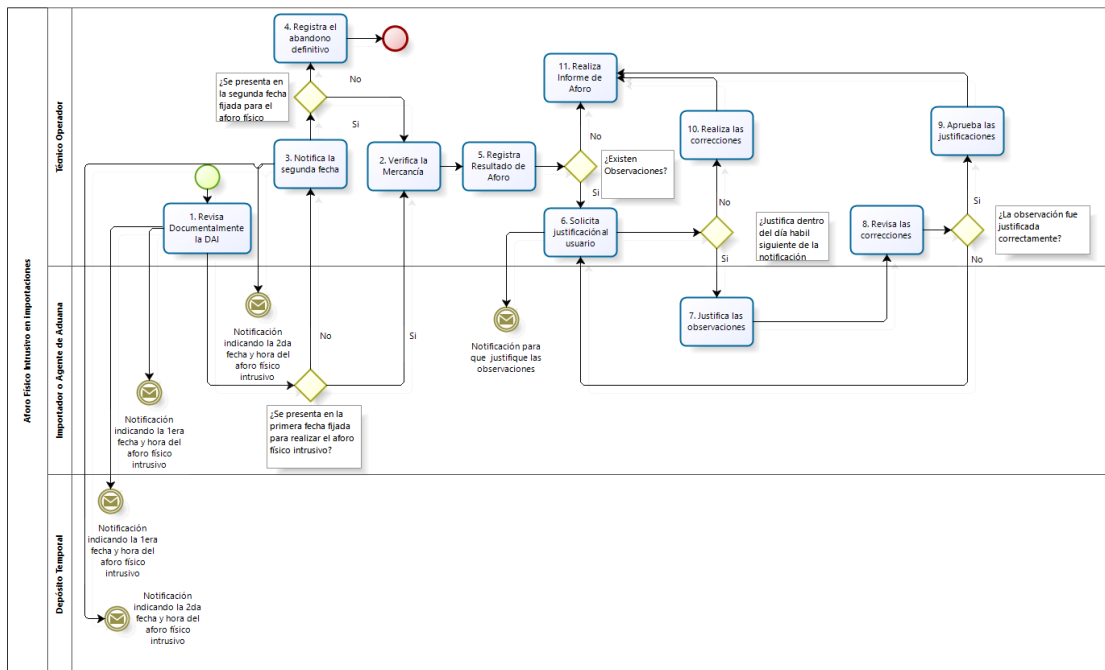 Aforo Físico Intrusivo en Importaciones
Técnico Operador
4. Registra el
abandono
definitivo
¿Se presenta en
la segunda fecha
fijada para el
aforo físico
No
Si
3. Notifica la
segunda fecha
1. Revisa
Documentalmente
la DAI
2. Verifica la
Mercancía
5. Registra
Resultado de
Aforo
11. Realiza
Informe de
Aforo
No
¿Existen
Observaciones?
Si
6. Solicita
justificación al
usuario
10. Realiza las
correcciones
No
¿Justifica dentro
del día habil
siguiente de la
notificación
Si
8. Revisa las
correcciones
9. Aprueba las
justificaciones
Si
¿La observación fue
justificada
correctamente?
No
Importador o Agente de Aduana
Notificación
indicando la 2da
fecha y hora del
aforo físico
intrusivo
No
Si
Notificación para
que justifique las
observaciones
7. Justifica las
observaciones
Notificación
indicando la 1era
fecha y hora del
aforo físico
intrusivo
¿Se presenta en la
primera fecha fijada
para realizar el aforo
físico intrusivo?
Depósito Temporal
Notificación
indicando la 1era
fecha y hora del
aforo físico
intrusivo
Notificación
indicando la 2da
fecha y hora del
aforo físico
intrusivo